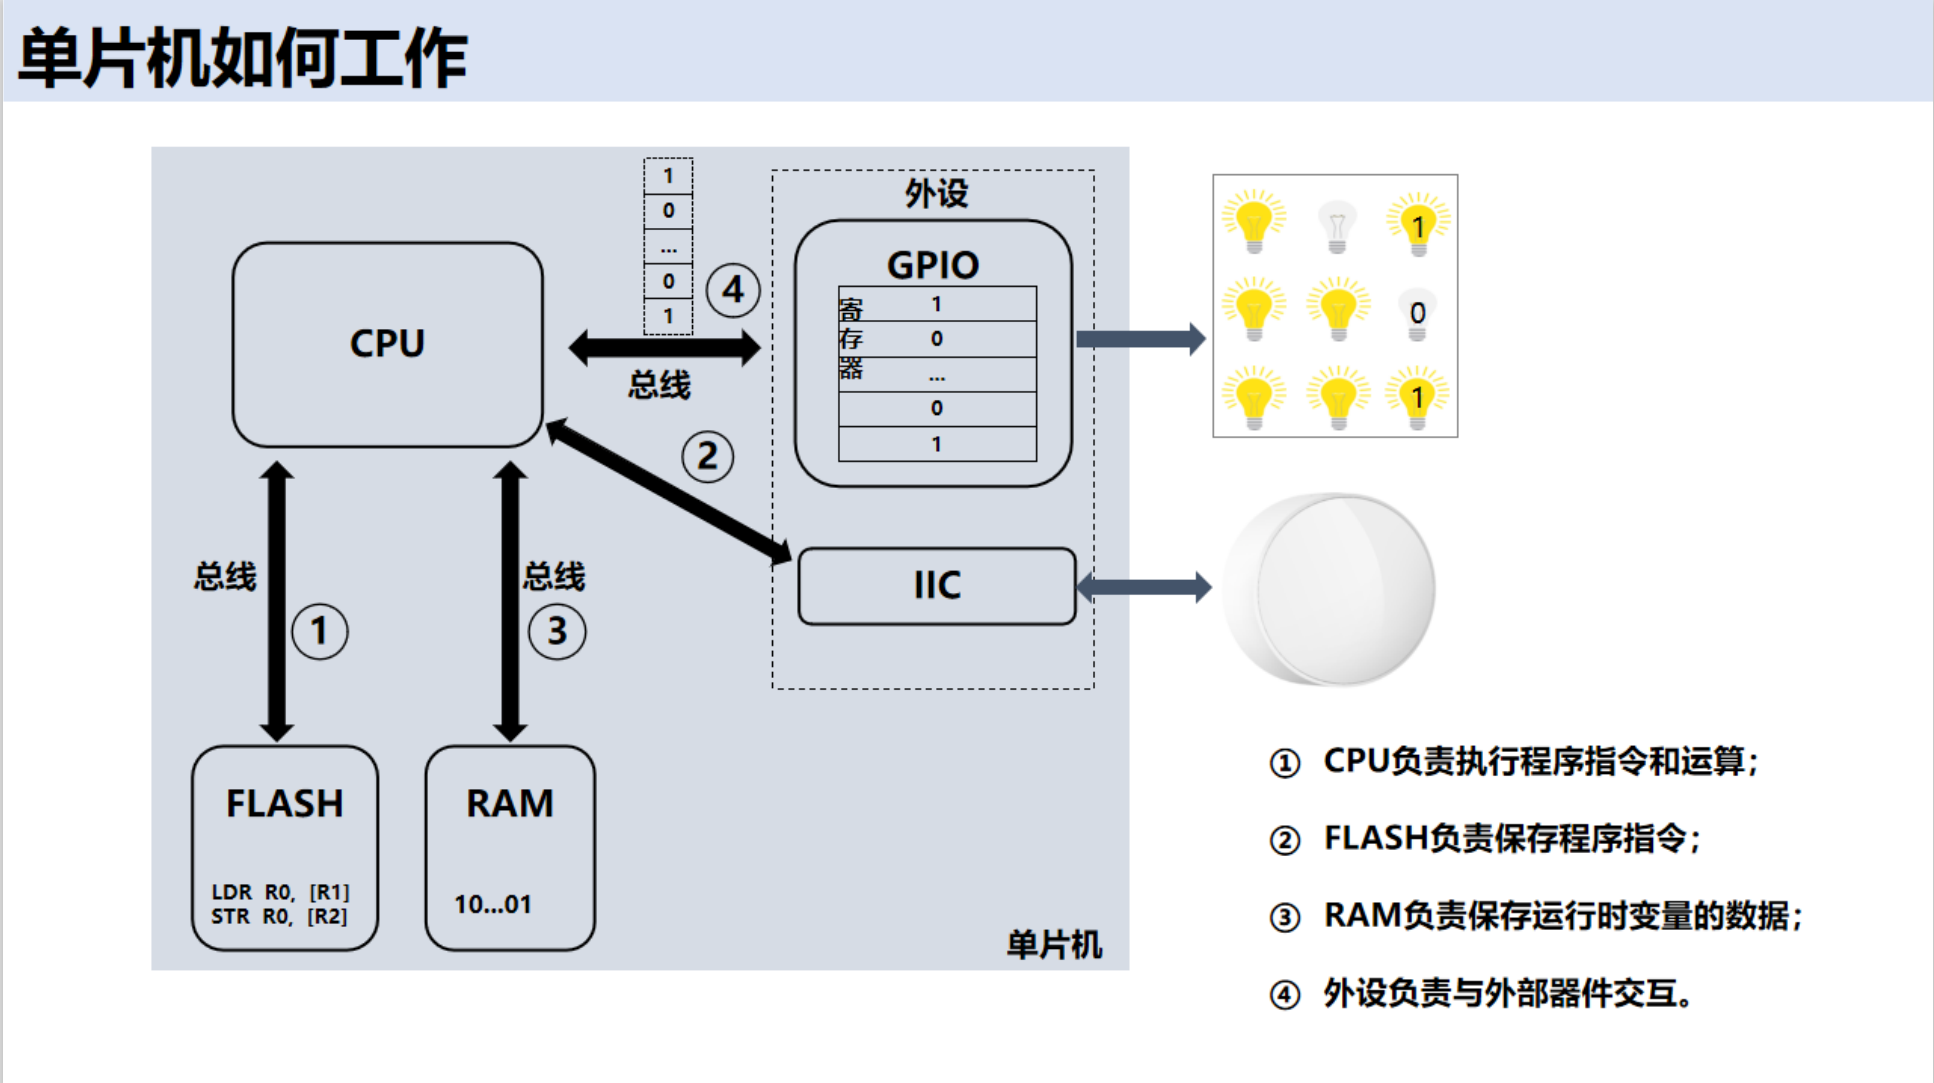 单片机如何工作
1
0
...
0
1
④
总线
CPU
外设
GPIO
寄存器
1
0
...
0
1
1
0
1
②
IIC
总线
①
总线
③
FLASH
LDR R0, [R1]
STR R0, [R2]
RAM
10...01
单片机
① CPU负责执行程序指令和运算；
② FLASH负责保存程序指令；
③ RAM负责保存运行时变量的数据；
④ 外设负责与外部器件交互。